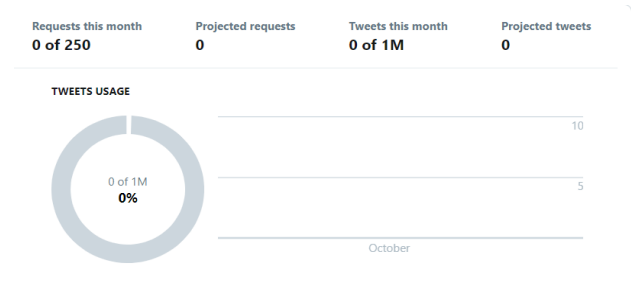 Requests this month Projected requests Tweets this month Projected tweets
0 of 250 0 0 of 1M 0
TWEETS USAGE
10
0 of 1M
0%
5
October